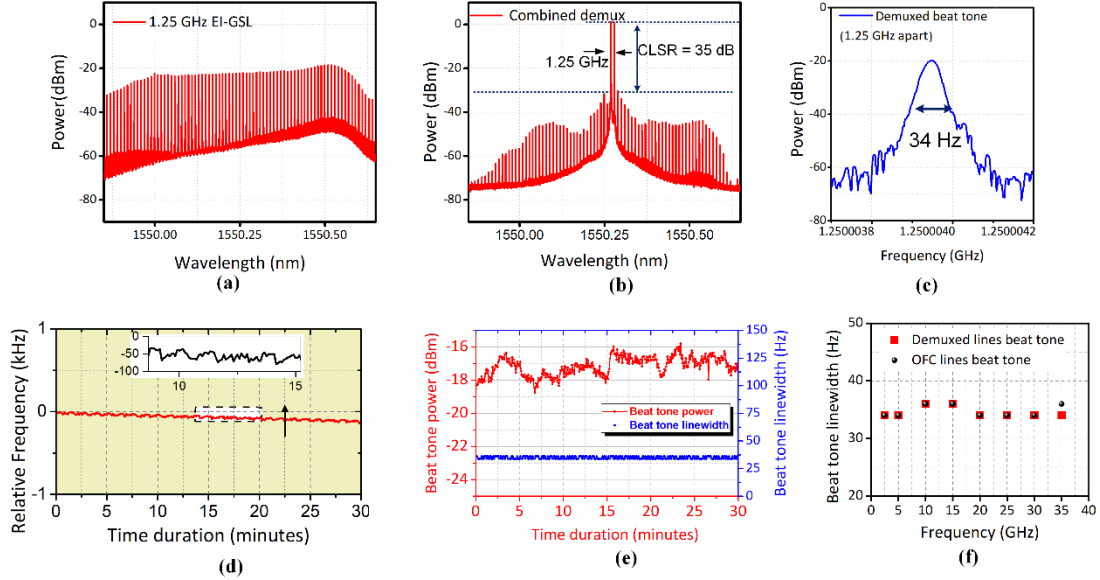 1.25 GHz EI-GSL
0
-20
-40
-60
-80
Power(dBm)
1550.00
1550.25
1550.50
Wavelength (nm)
(a)
Combined demux
CLSR = 35 dB
1.25 GHz
0
-20
-40
-60
-80
Power (dBm)
1550.00
1550.25
1550.50
Wavelength (nm)
(b)
Demuxed beat tone
(1.25 GHz apart)
34 Hz
0
-20
-40
-60
-80
Power (dBm)
1.2500038
1.2500040
1.2500042
Frequency (GHz)
(c)
1
0
-1
Relative Frequency (kHz)
0
-50
-100
10
15
0
5
10
15
20
25
30
Time duration (minutes)
(d)
-16
-18
-20
-22
-24
Beat tone power (dBm)
Beat tone power
Beat tone linewidth
150
125
100
75
50
25
0
Beat tone linewidth (Hz)
0
5
10
15
20
25
30
Time duration (minutes)
(e)
50
40
30
20
Beat tone linewidth (Hz)
Demuxed lines beat tone
OFC lines beat tone
5
10
15
20
25
30
35
40
Frequency (GHz)
(f)